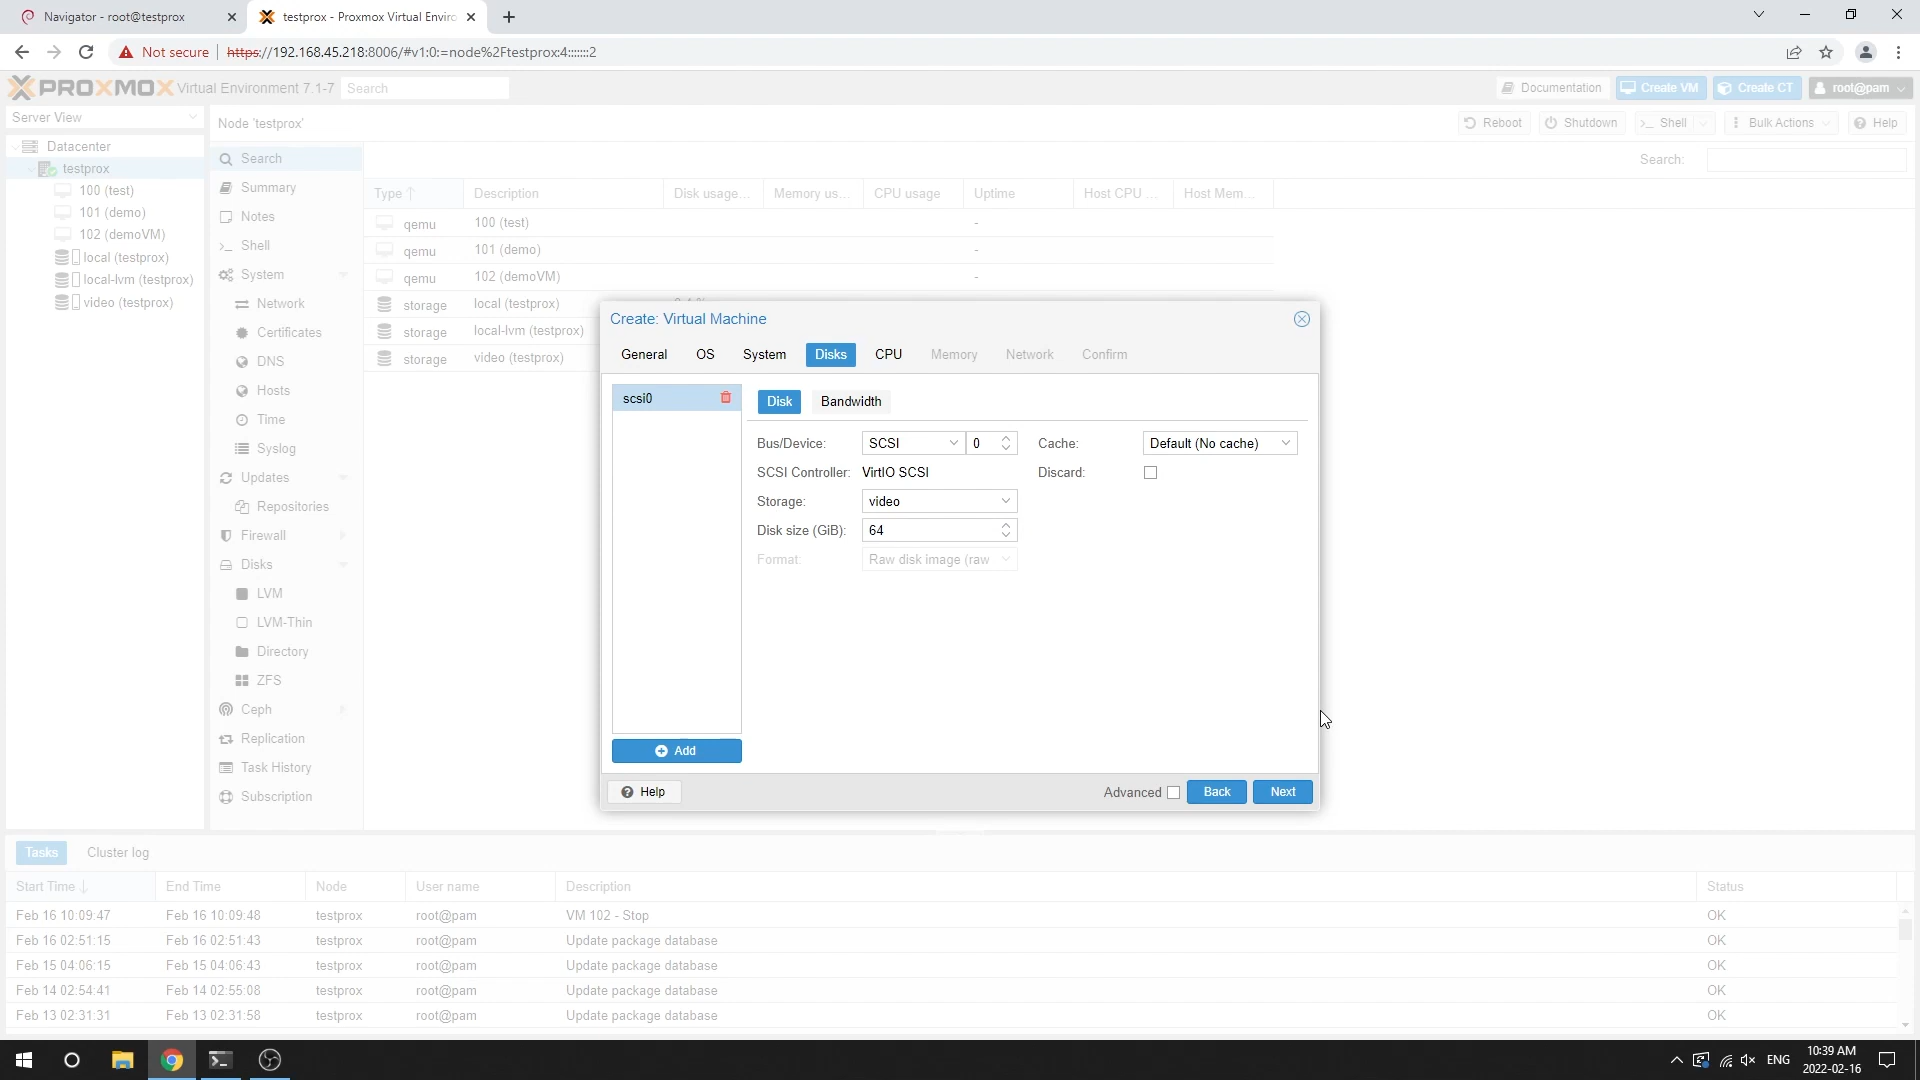 Navigator - root@testprox
testprox - Proxmox Virtual Enviro
Not secure
https://192.168.45.218:8006/#v1:0:=node%2Ftestprox:4:::::::2
PROXMOX Virtual Environment 7.1-7
Search
Documentation
Create VM
Create CT
root@pam
Server View
Node 'testprox'
Reboot
Shutdown
Shell
Bulk Actions
Help
Datacenter
testprox
100 (test)
101 (demo)
102 (demoVM)
local (testprox)
local-lvm (testprox)
video (testprox)
Search
Summary
Notes
Shell
System
Network
Certificates
DNS
Hosts
Time
Syslog
Updates
Repositories
Firewall
Disks
LVM
LVM-Thin
Directory
ZFS
Ceph
Replication
Task History
Subscription
Search:
Type Description Disk usage... Memory us... CPU usage Uptime Host CPU ... Host Mem...
qemu 100 (test) -
qemu 101 (demo) -
qemu 102 (demoVM) -
storage local (testprox)
storage local-lvm (testprox)
storage video (testprox)
Create: Virtual Machine
General OS System Disks CPU Memory Network Confirm
scsi0
Disk Bandwidth
Bus/Device: SCSI 0
Cache: Default (No cache)
SCSI Controller: VirtIO SCSI
Discard:
Storage: video
Disk size (GiB): 64
Format: Raw disk image (raw
Add
Help
Advanced
Back
Next
Tasks
Cluster log
Start Time End Time Node User name Description Status
Feb 16 10:09:47 Feb 16 10:09:48 testprox root@pam VM 102 - Stop OK
Feb 16 02:51:15 Feb 16 02:51:43 testprox root@pam Update package database OK
Feb 15 04:06:15 Feb 15 04:06:43 testprox root@pam Update package database OK
Feb 14 02:54:41 Feb 14 02:55:08 testprox root@pam Update package database OK
Feb 13 02:31:31 Feb 13 02:31:58 testprox root@pam Update package database OK
ENG
10:39 AM
2022-02-16